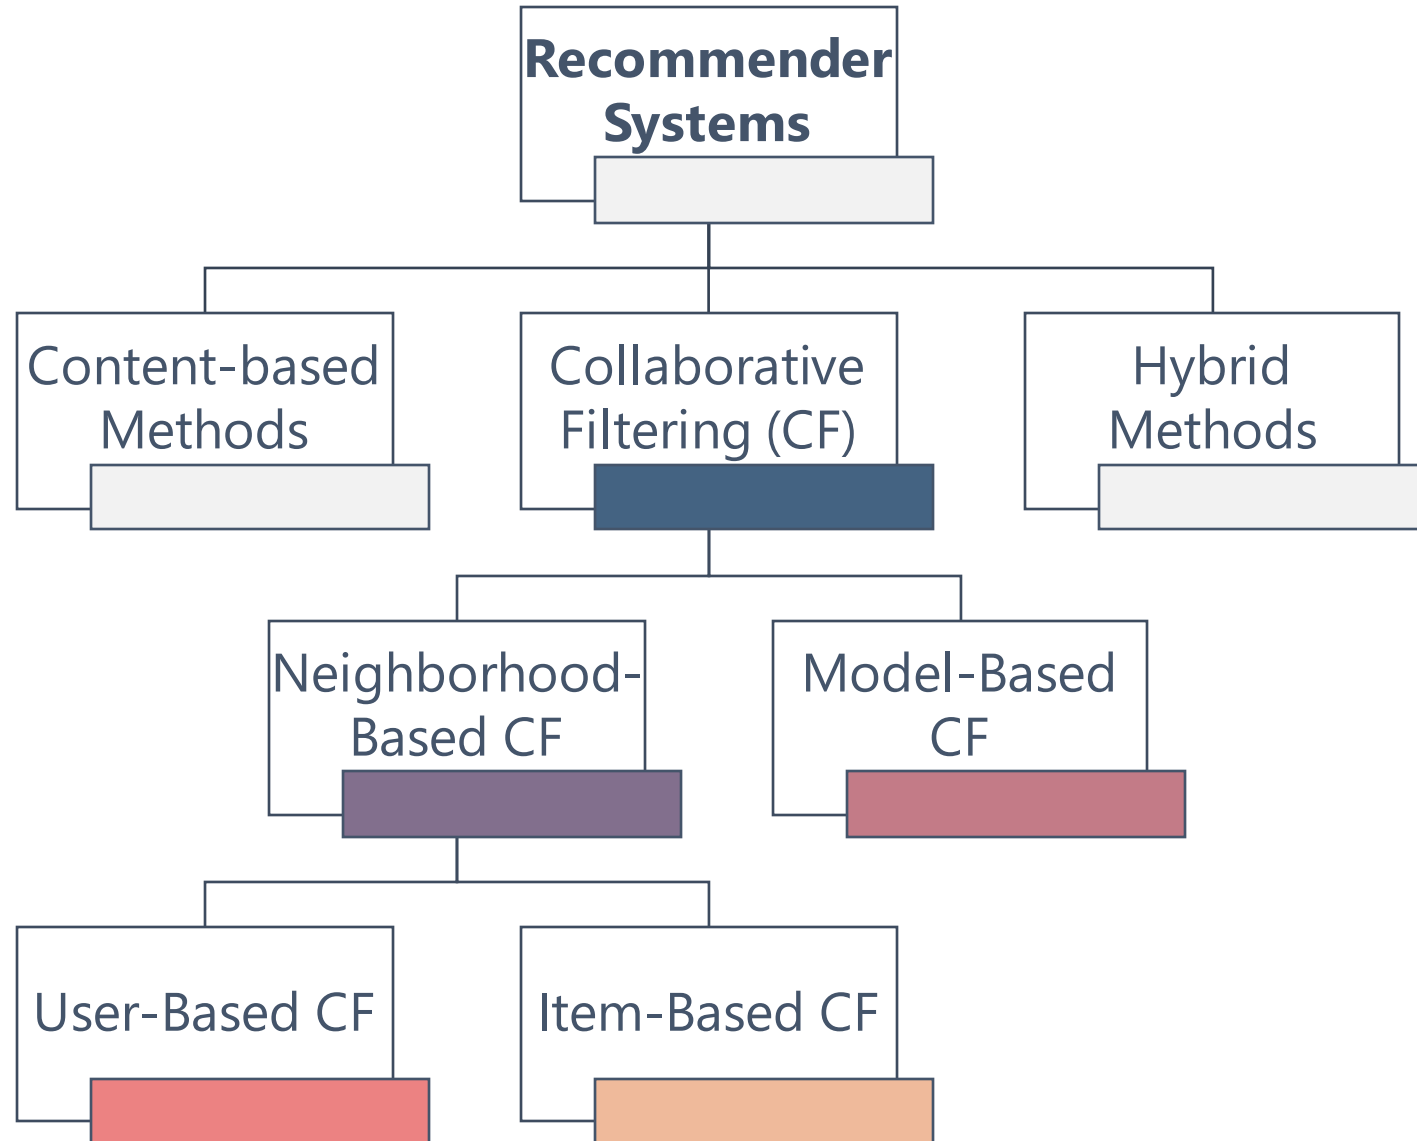 Recommender
Systems
Content-based
Methods
Collaborative
Filtering (CF)
Hybrid
Methods
Neighborhood-
Based CF
Model-Based
CF
User-Based CF
Item-Based CF